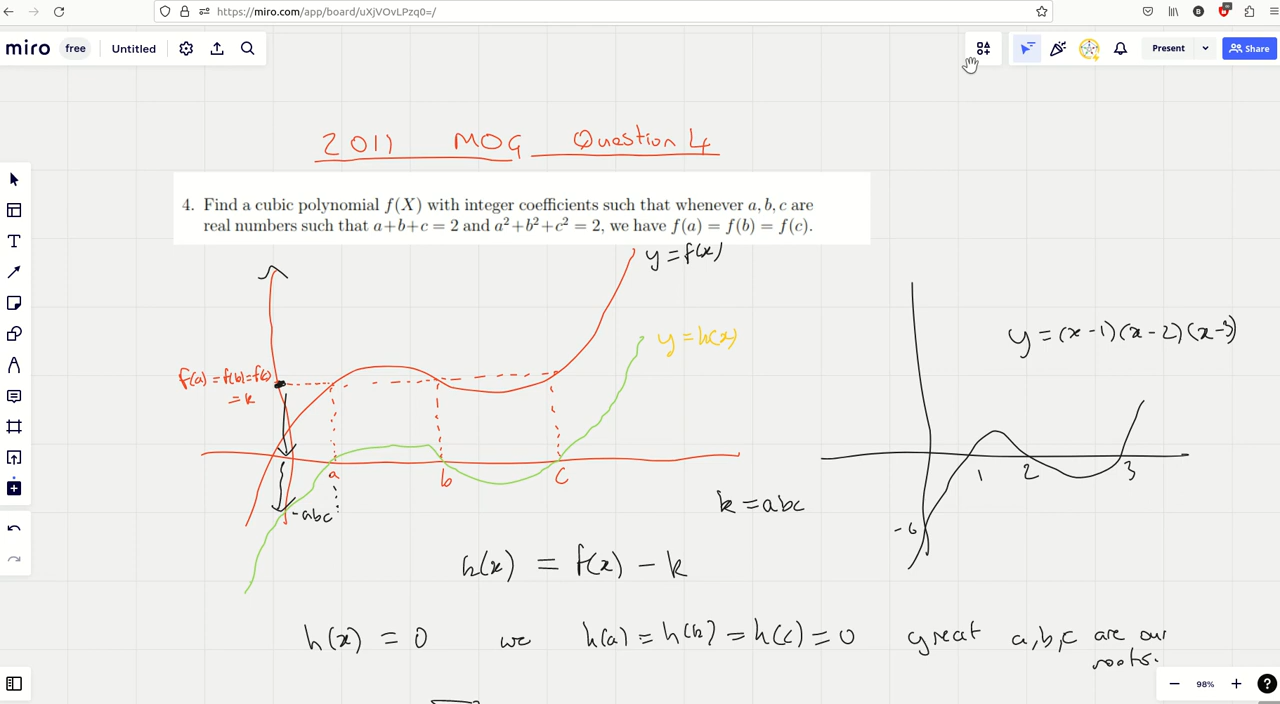 https://miro.com/app/board/uXjVOvLPzq0=/
miro free Untitled Present Share
2011 MOG Question 4
4. Find a cubic polynomial f(X) with integer coefficients such that whenever a, b, c are
real numbers such that a+b+c = 2 and a²+b²+c² = 2, we have f(a) = f(b) = f(c).
y = f(x)
y = h(x)
y = (x-1)(x-2)(x-3)
f(a) = f(b) = f(c)
= k
a b c
1 2 3
-abc
k = abc
-6
h(x) = f(x) - k
h(x) = 0 we h(a) = h(b) = h(c) = 0 great a,b,c are our
roots.
98%